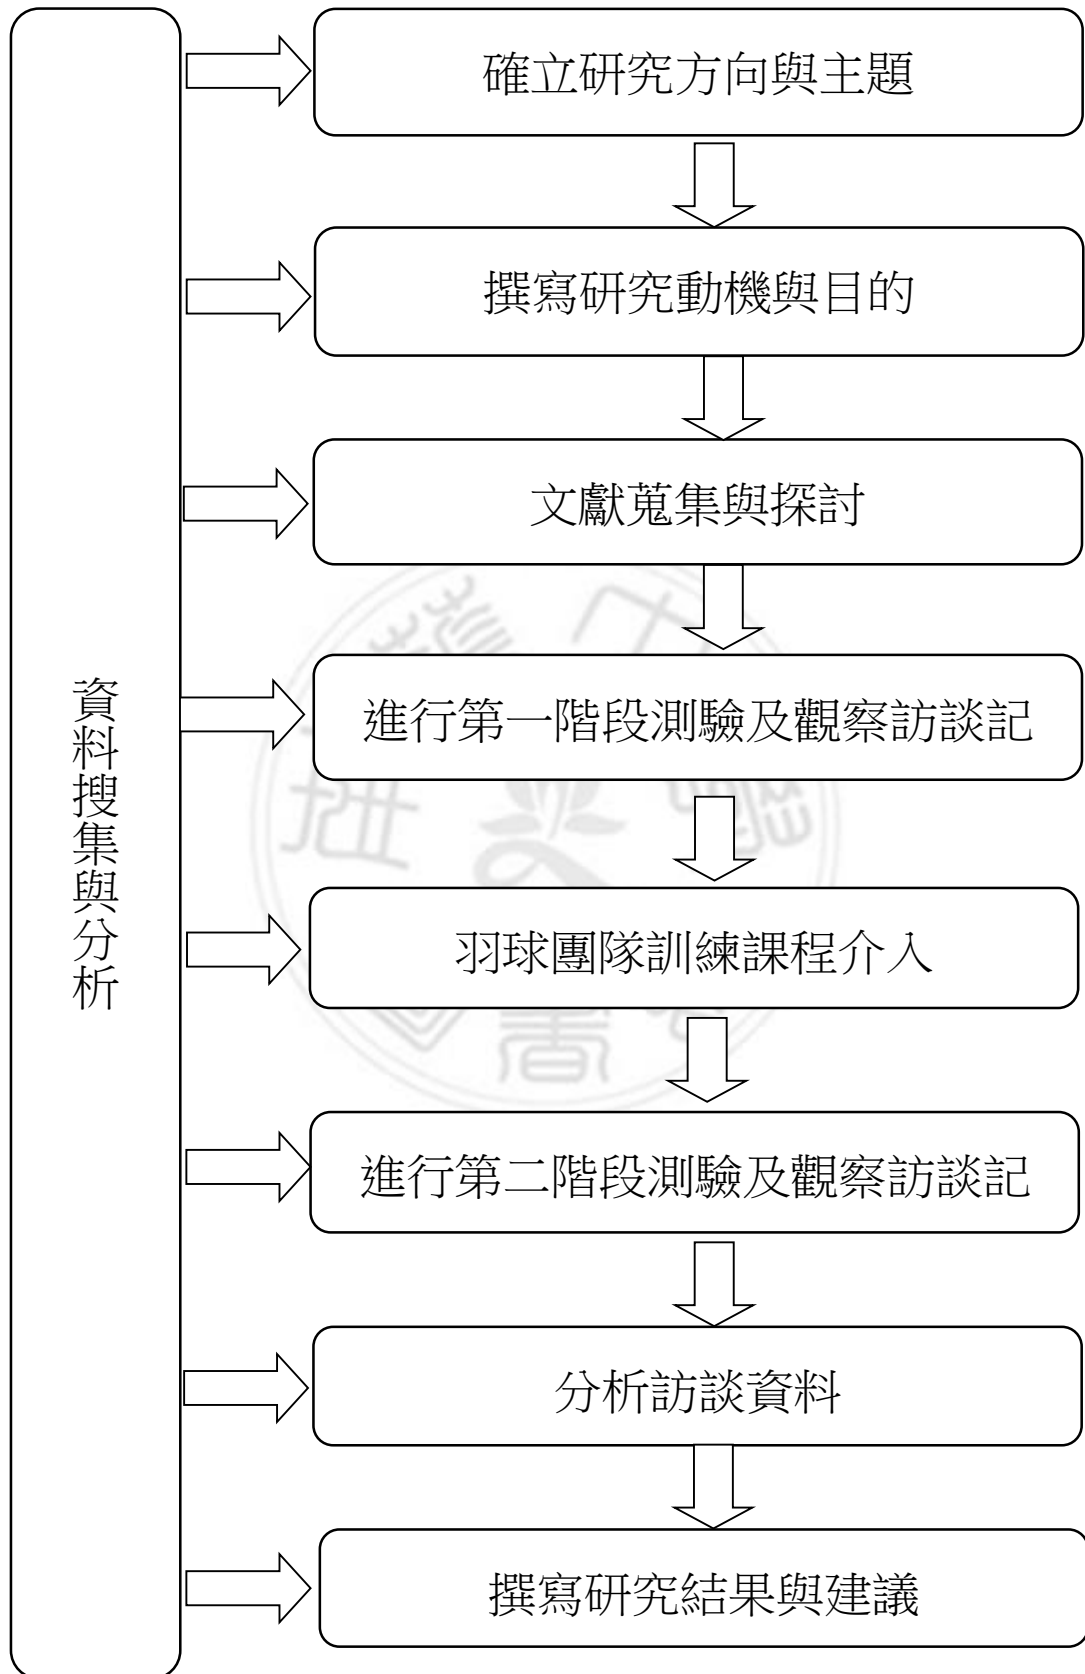 確立研究方向與主題
撰寫研究動機與目的
文獻蒐集與探討
進行第一階段測驗及觀察訪談記
羽球團隊訓練課程介入
進行第二階段測驗及觀察訪談記
分析訪談資料
撰寫研究結果與建議
資料搜集與分析